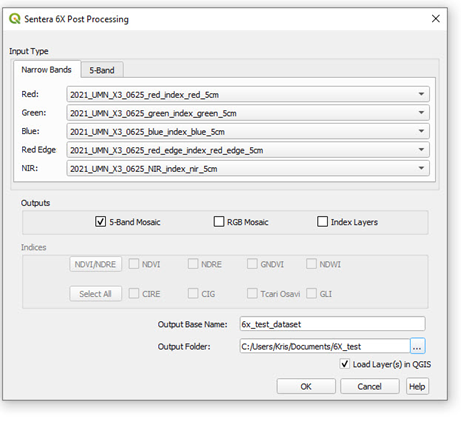 Sentera 6X Post Processing
Input Type
Narrow Bands 5-Band
Red: 2021_UMN_X3_0625_red_index_red_5cm
Green: 2021_UMN_X3_0625_green_index_green_5cm
Blue: 2021_UMN_X3_0625_blue_index_blue_5cm
Red Edge 2021_UMN_X3_0625_red_edge_index_red_edge_5cm
NIR: 2021_UMN_X3_0625_NIR_index_nir_5cm
Outputs
5-Band Mosaic RGB Mosaic Index Layers
Indices
NDVI/NDRE NDVI NDRE GNDVI NDWI
Select All CIRE CIG Tcari Osavi GLI
Output Base Name: 6x_test_dataset
Output Folder: C:/Users/Kris/Documents/6X_test ...
Load Layer(s) in QGIS
OK Cancel Help